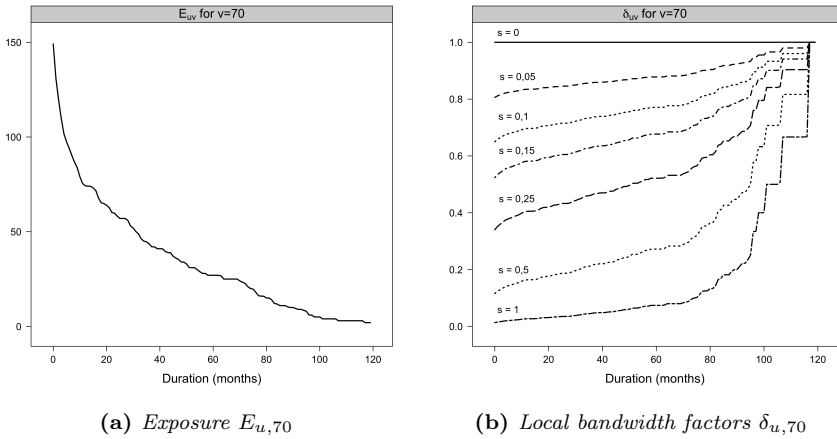 E_uv for v=70
150
100
50
0
0
20
40
60
80
100
120
Duration (months)
(a) Exposure E_{u,70}
δ_uv for v=70
s = 0
s = 0,05
s = 0,1
s = 0,15
s = 0,25
s = 0,5
s = 1
1.0
0.8
0.6
0.4
0.2
0.0
0
20
40
60
80
100
120
Duration (months)
(b) Local bandwidth factors δ_{u,70}